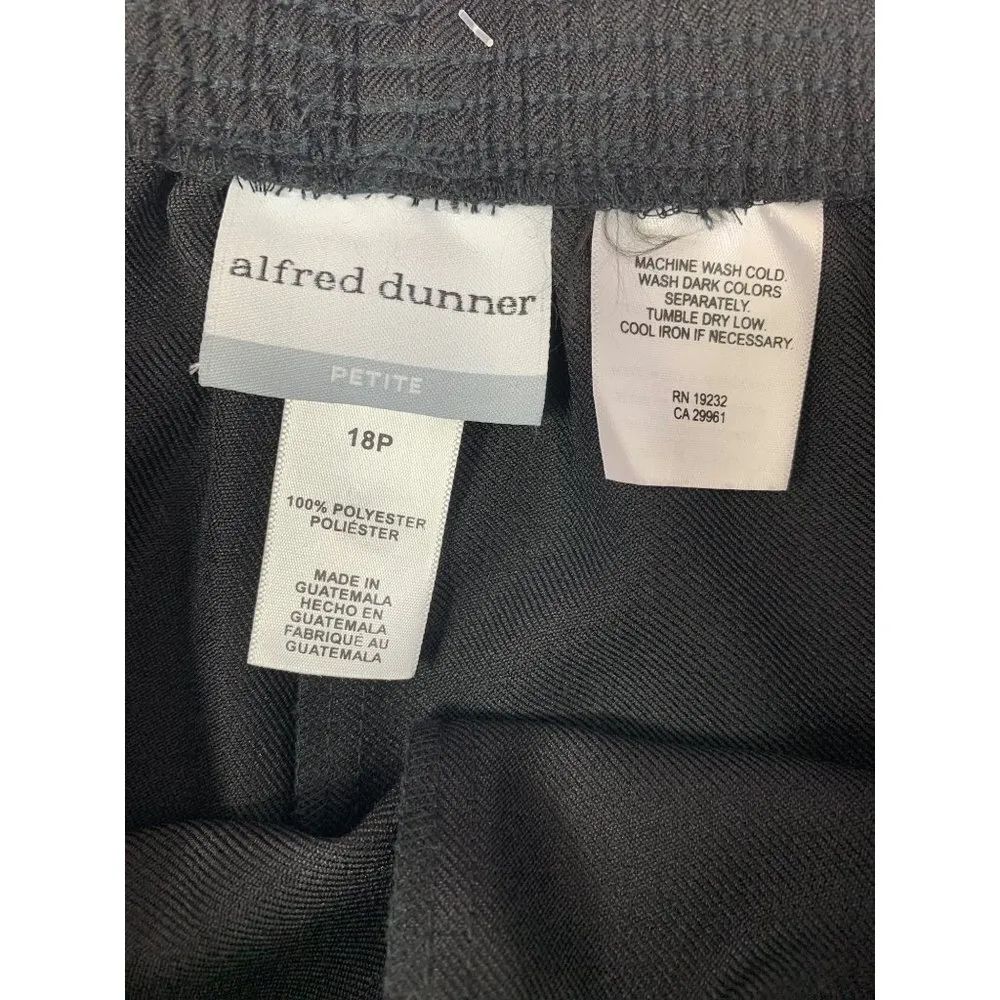 alfred dunner
PETITE
18P
100% POLYESTER
POLIÉSTER
MADE IN
GUATEMALA
HECHO EN
GUATEMALA
FABRIQUÉ AU
GUATEMALA
MACHINE WASH COLD.
WASH DARK COLORS
SEPARATELY.
TUMBLE DRY LOW.
COOL IRON IF NECESSARY.
RN 19232
CA 29961